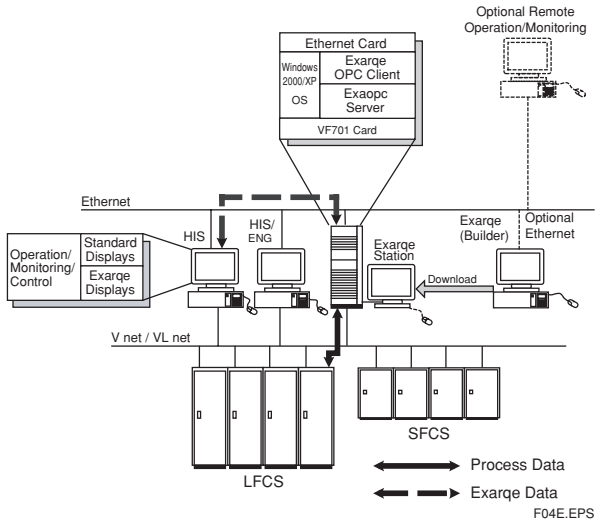 Optional Remote
Operation/Monitoring
Ethernet Card
Windows
2000/XP
OS
Exarqe
OPC Client
Exaopc
Server
VF701 Card
Ethernet
HIS
HIS/
ENG
Exarqe
Station
Exarqe
(Builder)
Optional
Ethernet
Operation/
Monitoring/
Control
Standard
Displays
Exarqe
Displays
Download
V net / VL net
LFCS
SFCS
Process Data
Exarqe Data
F04E.EPS